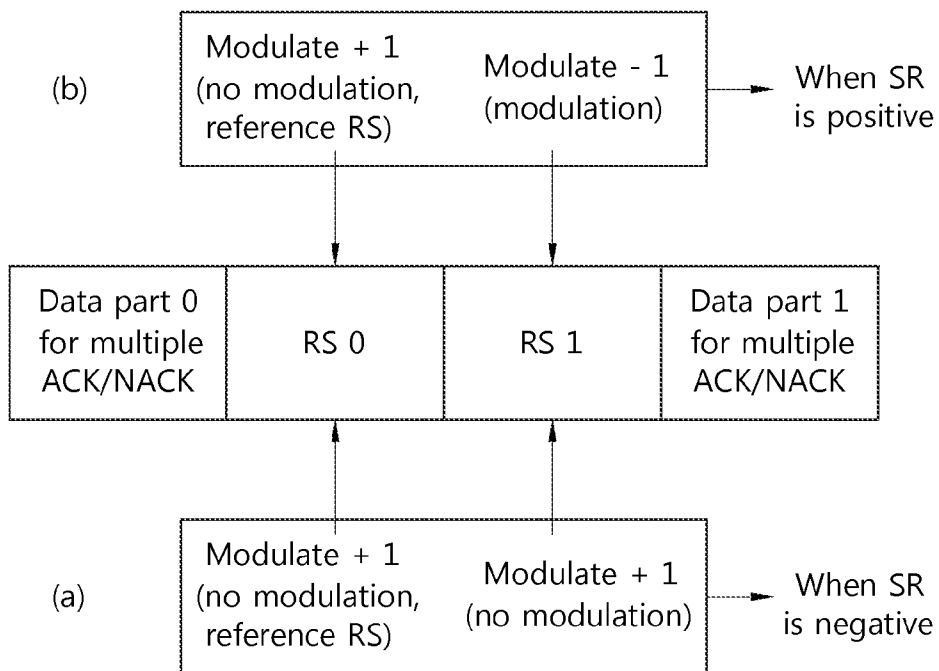 (b)
Modulate + 1
(no modulation,
reference RS)
Modulate - 1
(modulation)
When SR
is positive
Data part 0
for multiple
ACK/NACK
RS 0
RS 1
Data part 1
for multiple
ACK/NACK
(a)
Modulate + 1
(no modulation,
reference RS)
Modulate + 1
(no modulation)
When SR
is negative